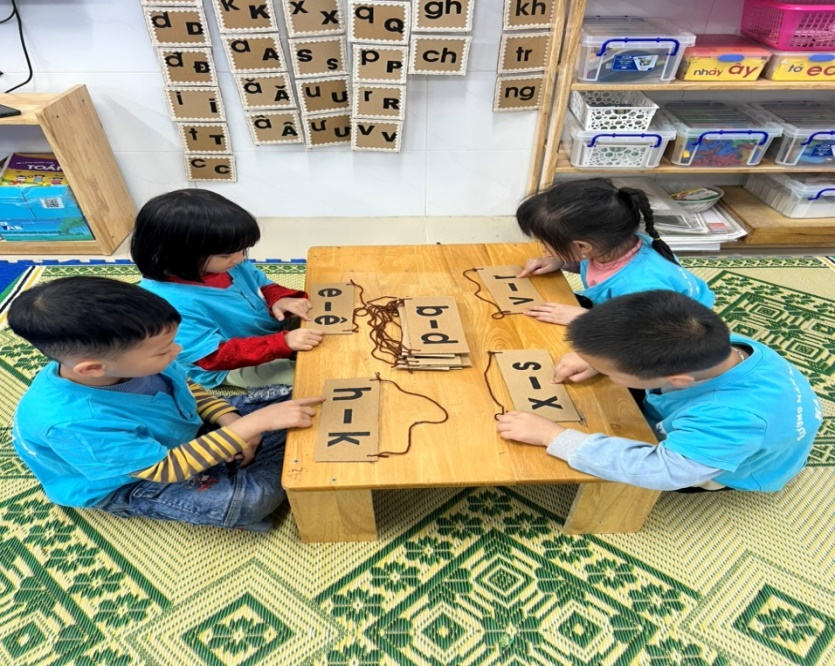 d D
đ Đ
i I
t T
c C
k K
a A
ă Ă
â Â
x X
s S
u U
ư Ư
q Q
p P
r R
v V
gh
ch
kh
tr
ng
nhảy ây
e-ê
b-d
r-v
h-k
s-x